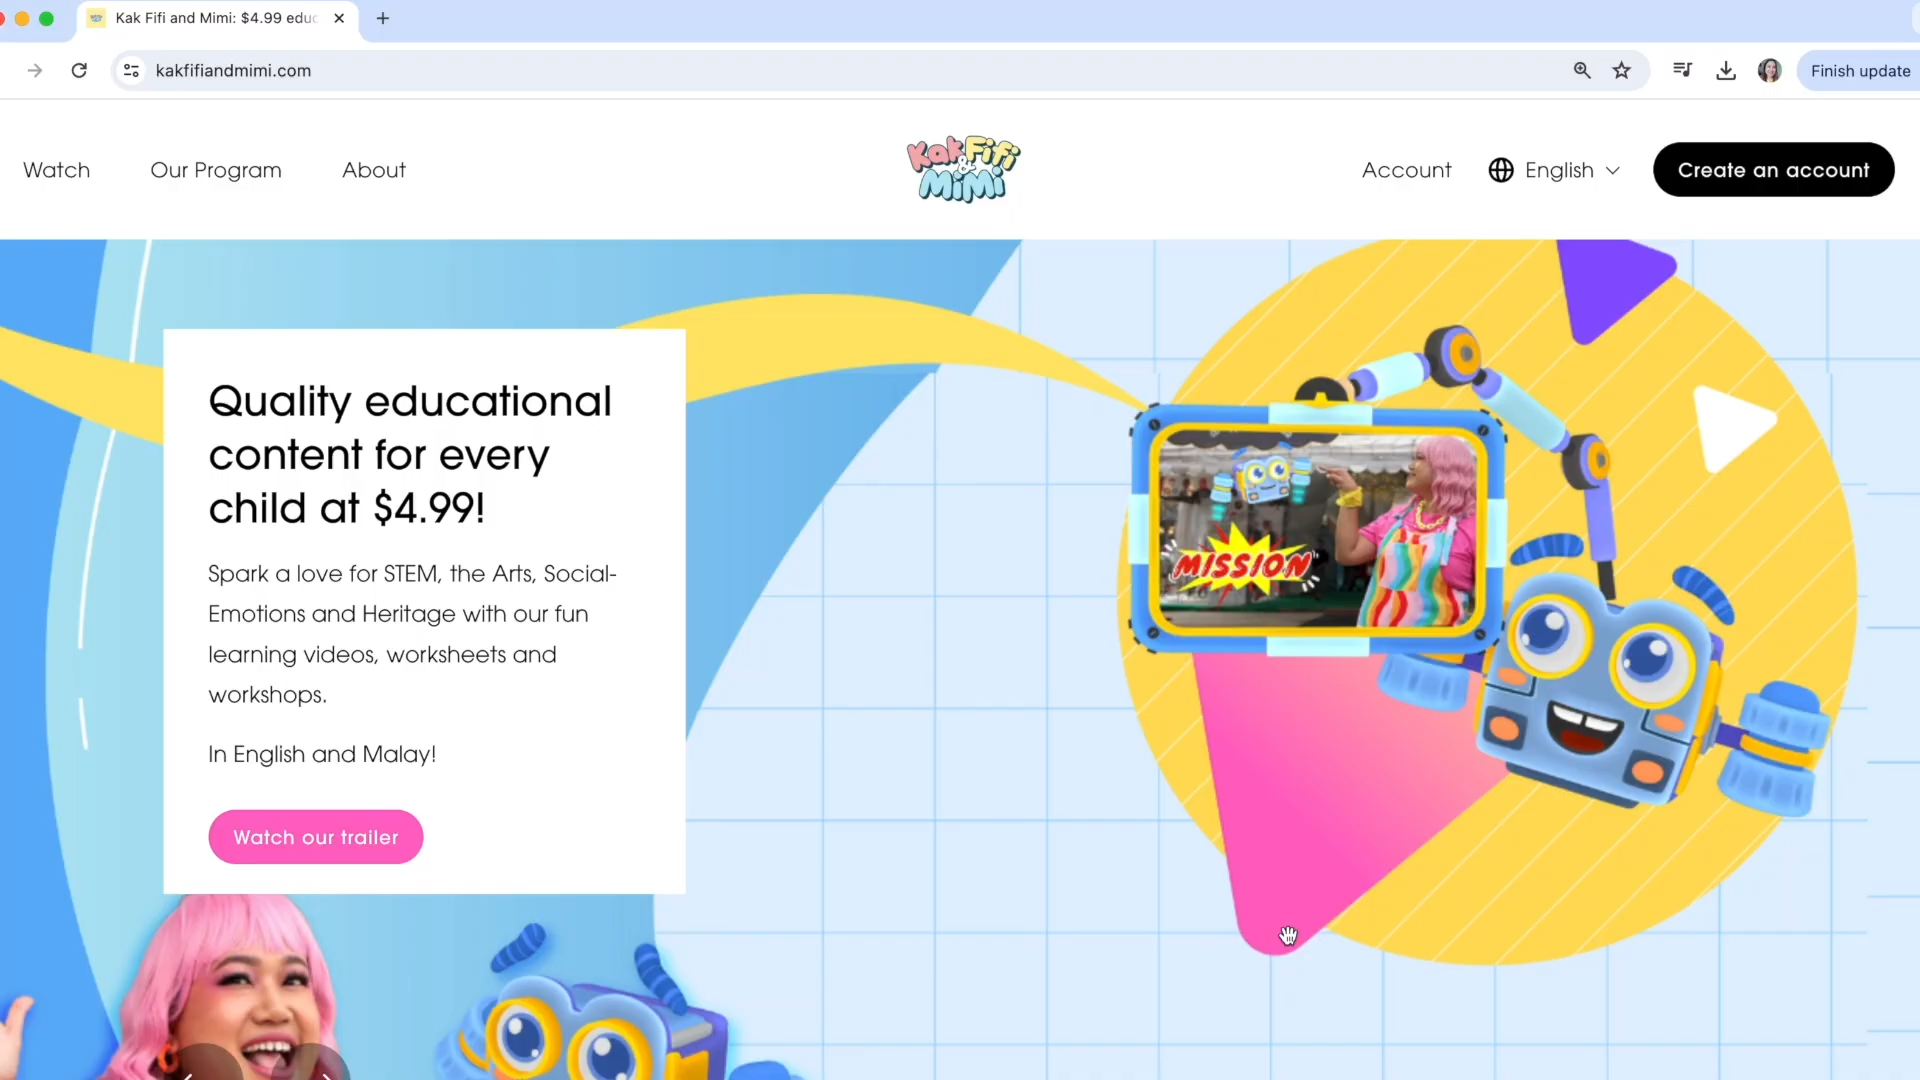 Kak Fifi and Mimi: $4.99 educ
kakfifiandmimi.com
Finish update
Watch
Our Program
About
Kak Fifi
&
MiMi
Account
English
Create an account
Quality educational
content for every
child at $4.99!
Spark a love for STEM, the Arts, Social-
Emotions and Heritage with our fun
learning videos, worksheets and
workshops.
In English and Malay!
Watch our trailer
MISSION